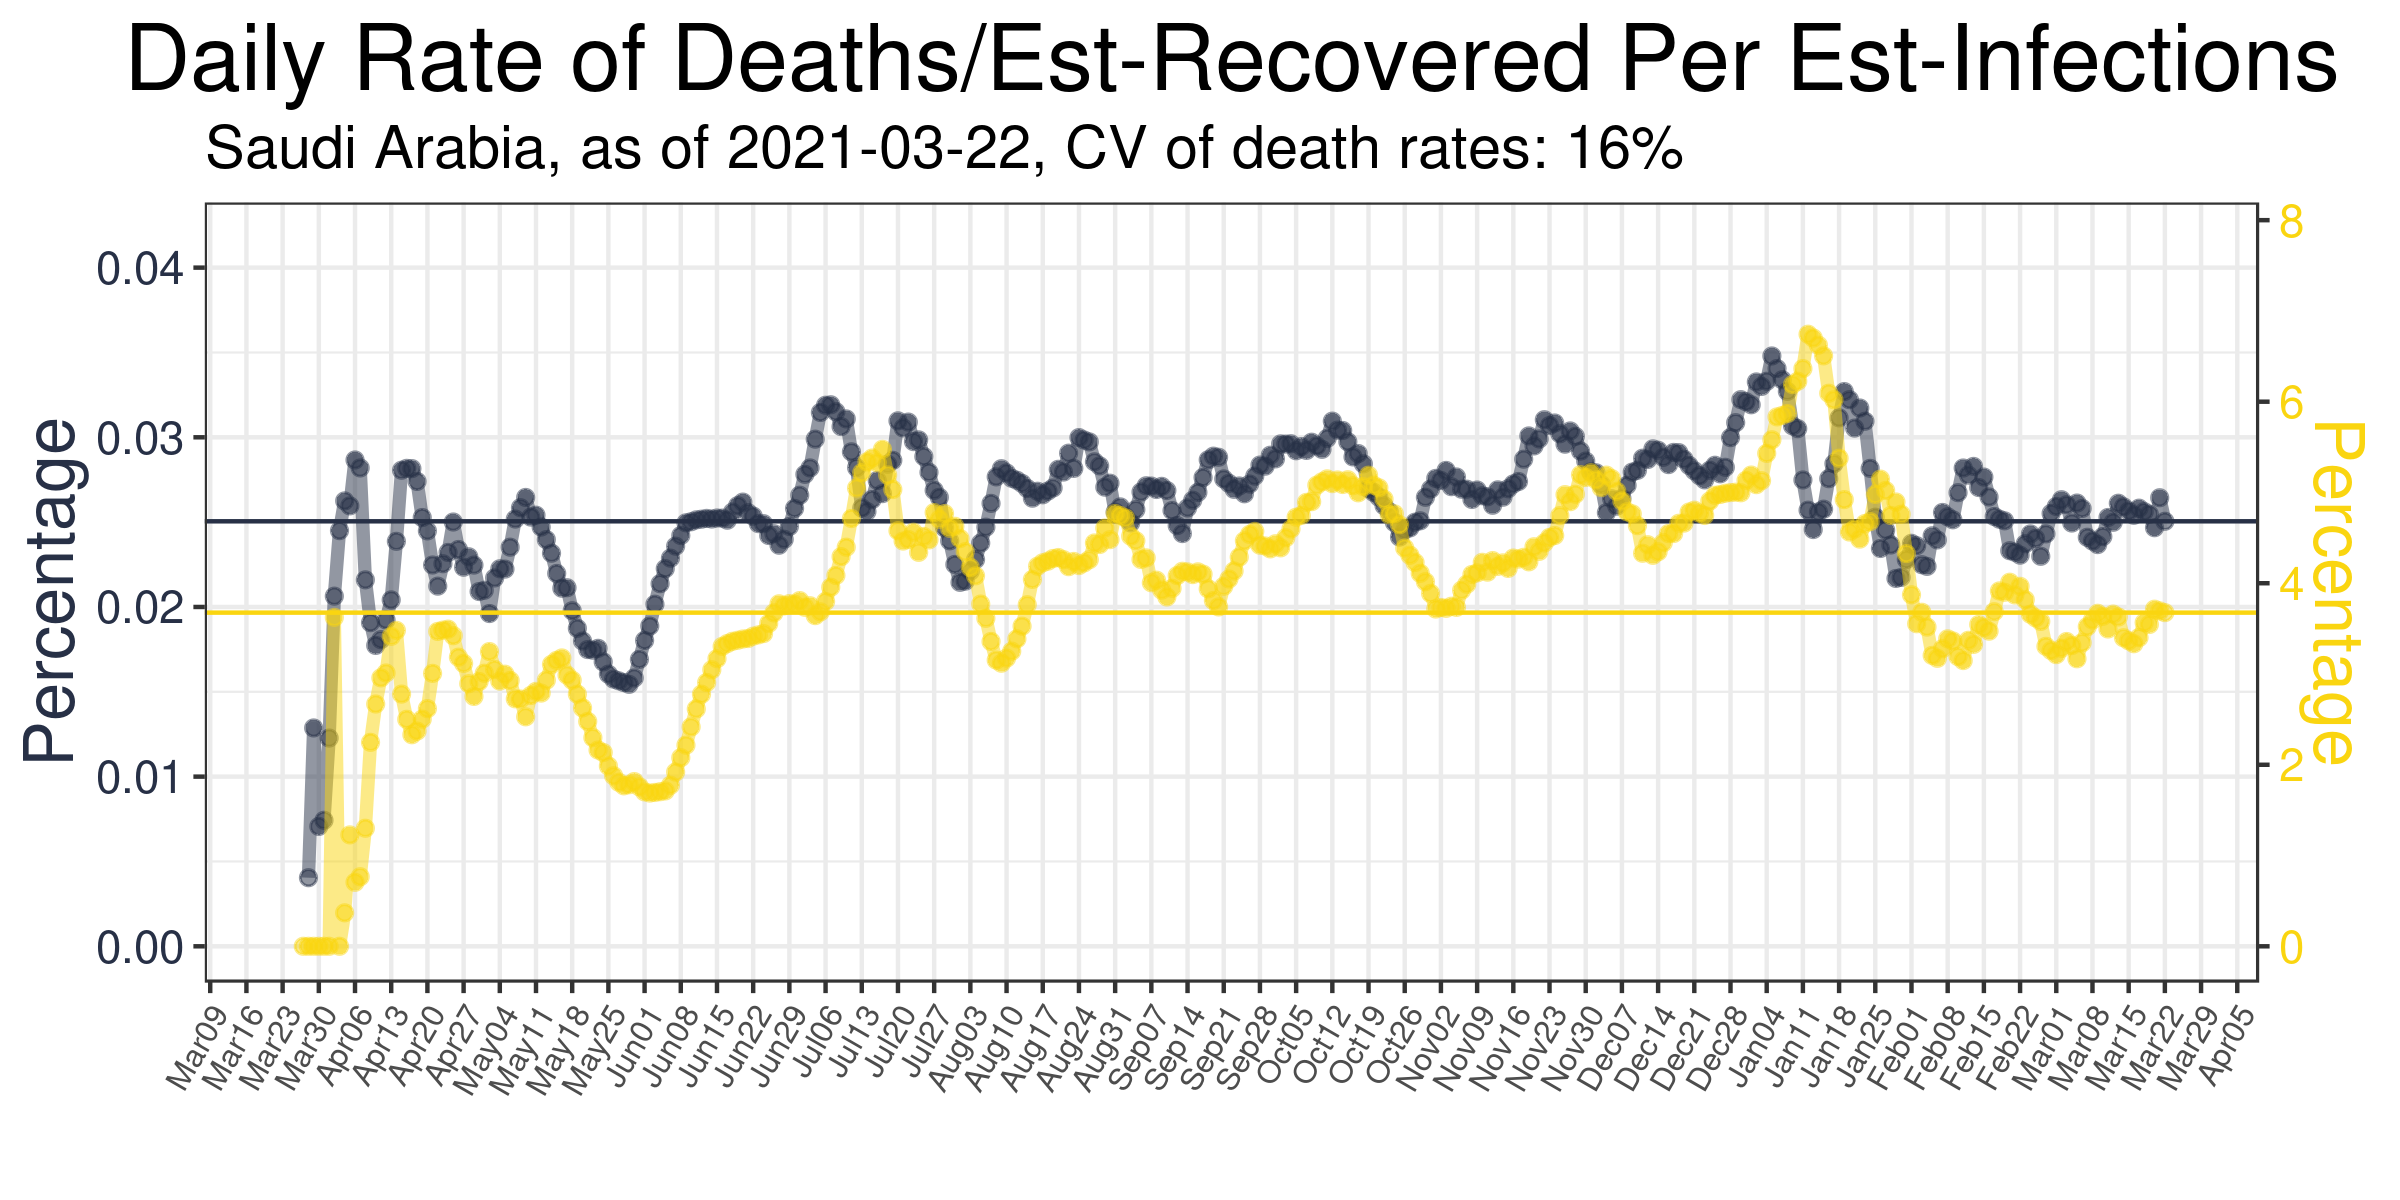 Daily Rate of Deaths/Est-Recovered Per Est-Infections
Saudi Arabia, as of 2021-03-22, CV of death rates: 16%
Percentage
0.04
0.03
0.02
0.01
0.00
8
6
4
2
0
Percentage
Mar09 Mar16 Mar23 Mar30 Apr06 Apr13 Apr20 Apr27 May04 May11 May18 May25 Jun01 Jun08 Jun15 Jun22 Jun29 Jul06 Jul13 Jul20 Jul27 Aug03 Aug10 Aug17 Aug24 Aug31 Sep07 Sep14 Sep21 Sep28 Oct05 Oct12 Oct19 Oct26 Nov02 Nov09 Nov16 Nov23 Nov30 Dec07 Dec14 Dec21 Dec28 Jan04 Jan11 Jan18 Jan25 Feb01 Feb08 Feb15 Feb22 Mar01 Mar08 Mar15 Mar22 Mar29 Apr05